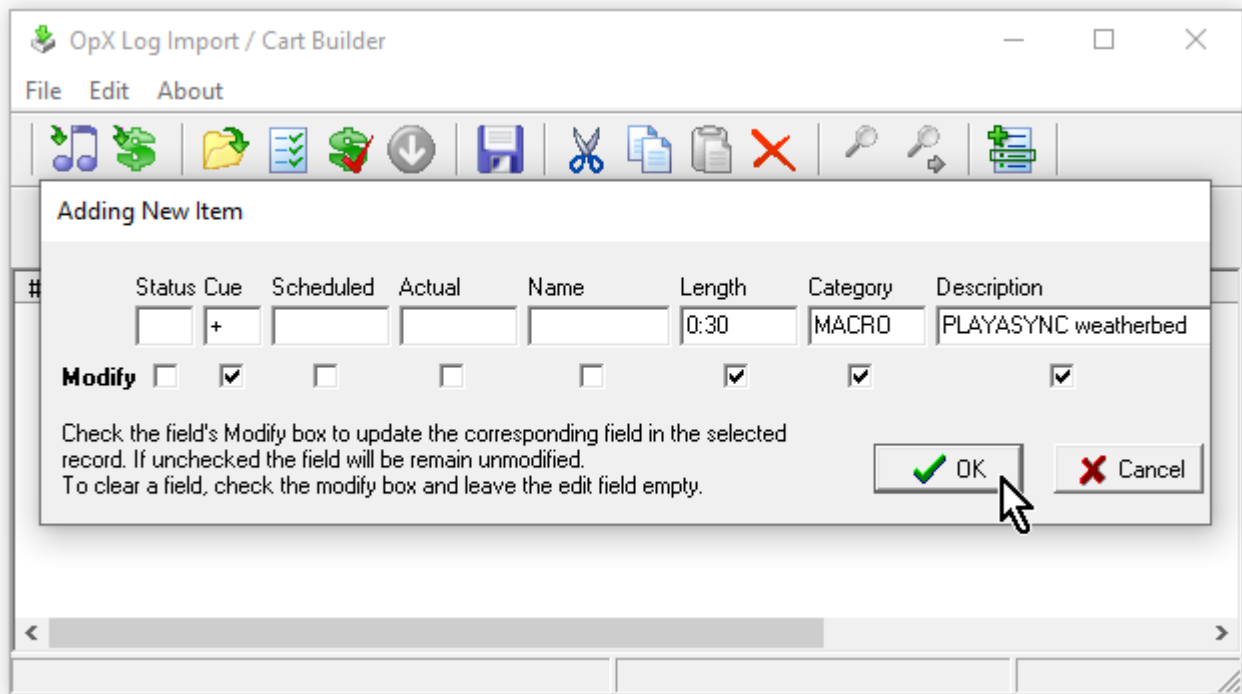 OpX Log Import / Cart Builder
File Edit About
Adding New Item
#
Status Cue Scheduled Actual Name Length Category Description
+ 0:30 MACRO PLAYASYNC weatherbed
Modify
Check the field's Modify box to update the corresponding field in the selected
record. If unchecked the field will be remain unmodified.
To clear a field, check the modify box and leave the edit field empty.
OK Cancel